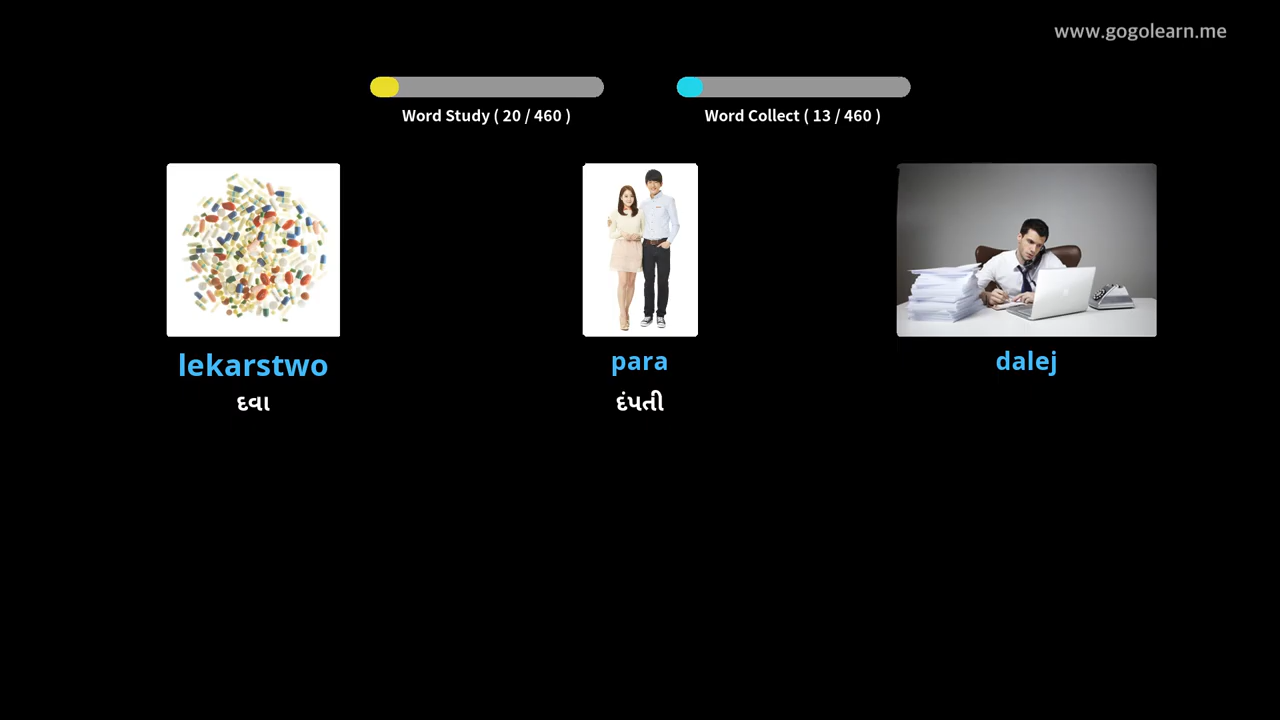 www.gogolearn.me
Word Study ( 20 / 460 )
Word Collect ( 13 / 460 )
lekarstwo
para
dalej
દવા
દંપતી